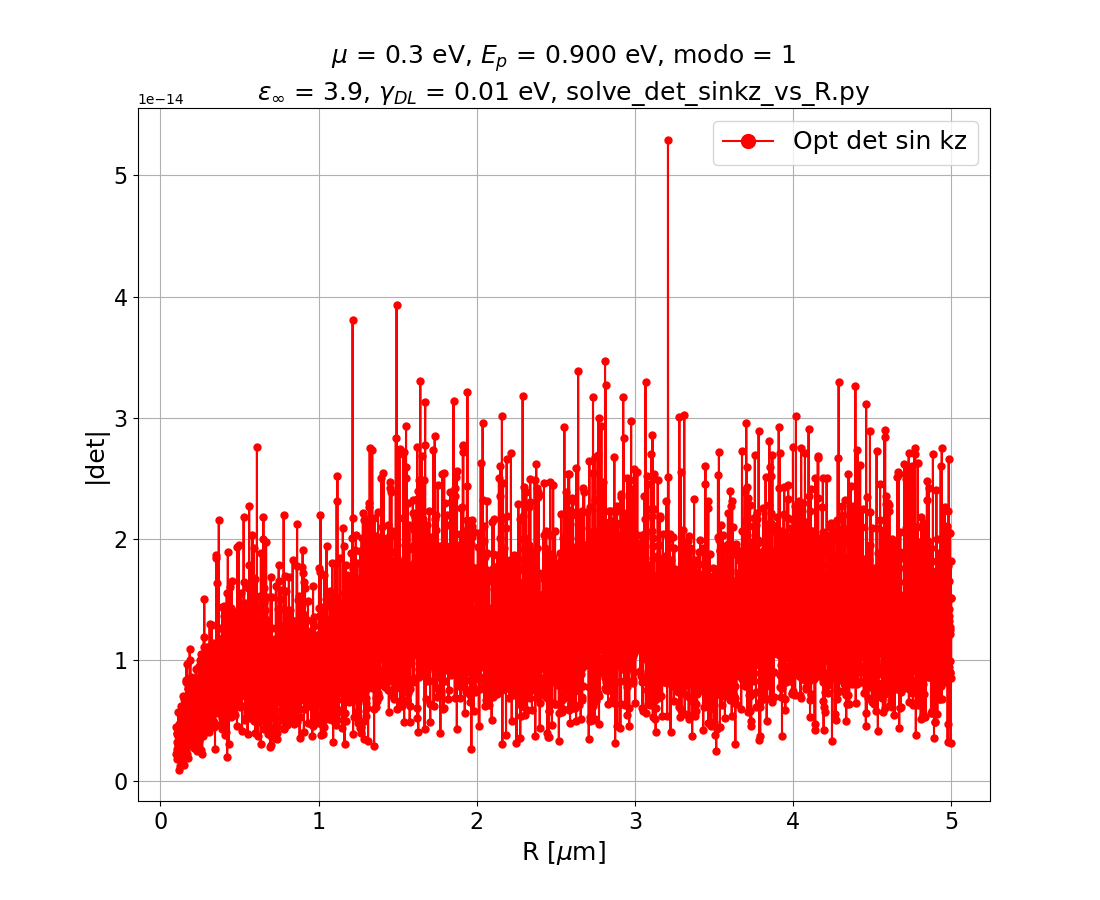 μ = 0.3 eV, E_p = 0.900 eV, modo = 1
ε_∞ = 3.9, γ_DL = 0.01 eV, solve_det_sinkz_vs_R.py
1e−14
Opt det sin kz
|det|
5
4
3
2
1
0
0 1 2 3 4 5
R [μm]